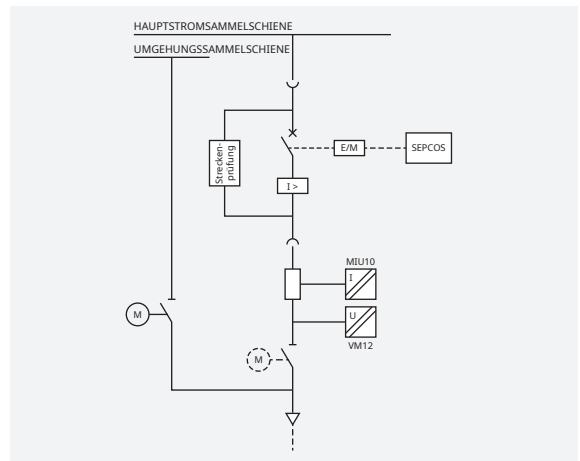 HAUPTSTROMSAMMELSCHIENE
UMGEHUNGSSAMMELSCHIENE
Strecken-
prüfung
E/M
SEPCOS
I >
MIU10
I
U
VM12
M
M